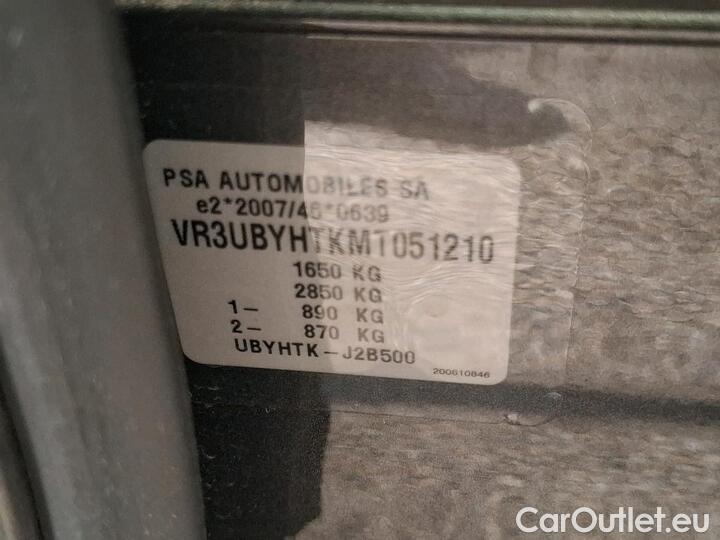 PSA AUTOMOBILES SA
e2*2007/46*0639
VR3UBYHTKMT051210
1650 KG
2850 KG
1- 890 KG
2- 870 KG
UBYHTK-J2B500
200610846
CarOutlet.eu